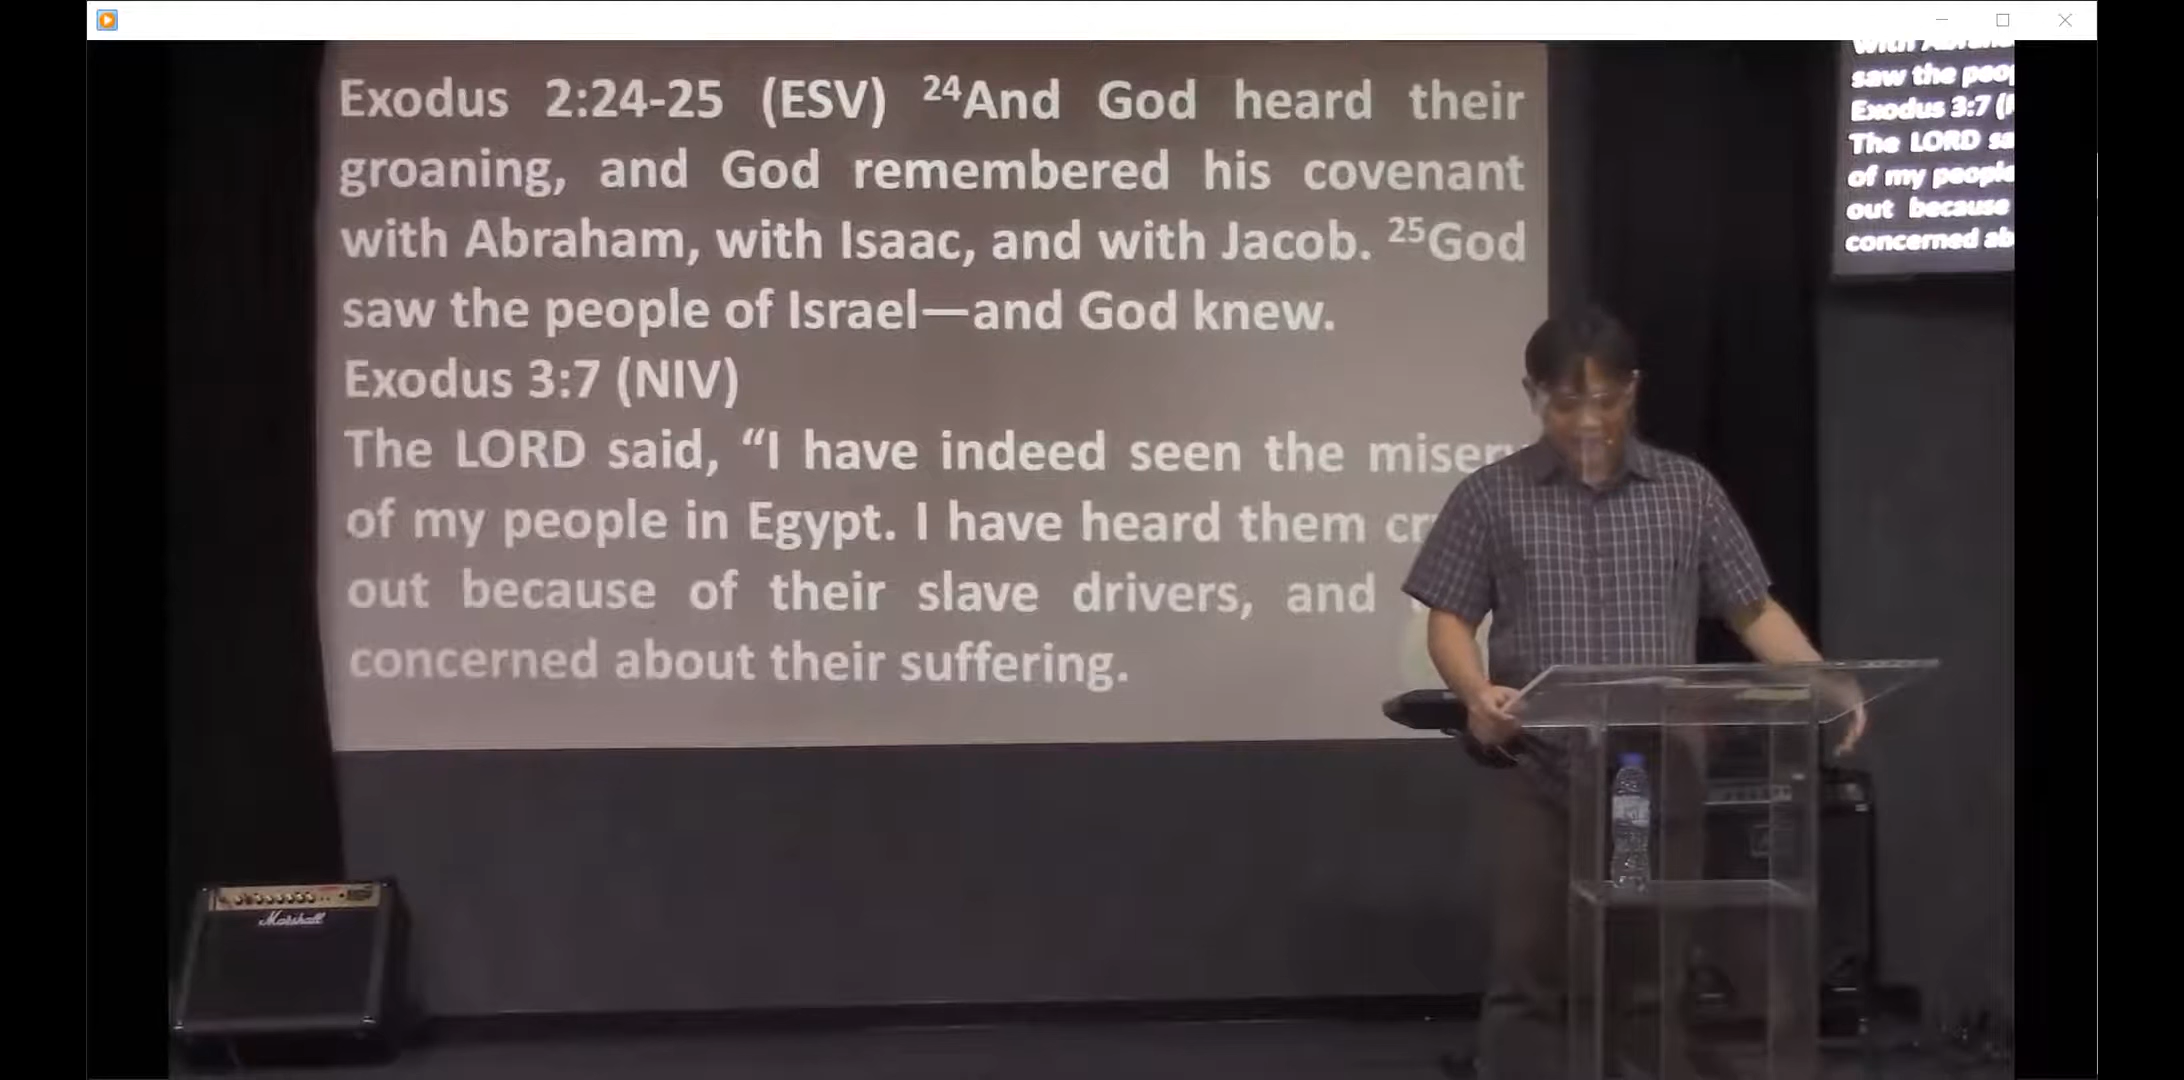 Exodus 2:24-25 (ESV) ²⁴And God heard their
groaning, and God remembered his covenant
with Abraham, with Isaac, and with Jacob. ²⁵God
saw the people of Israel—and God knew.
Exodus 3:7 (NIV)
The LORD said, “I have indeed seen the misery
of my people in Egypt. I have heard them
out because of their slave drivers, and
concerned about their suffering.
saw the
Exodus 3:7
The LORD
of my
out because
concerned
Marshall